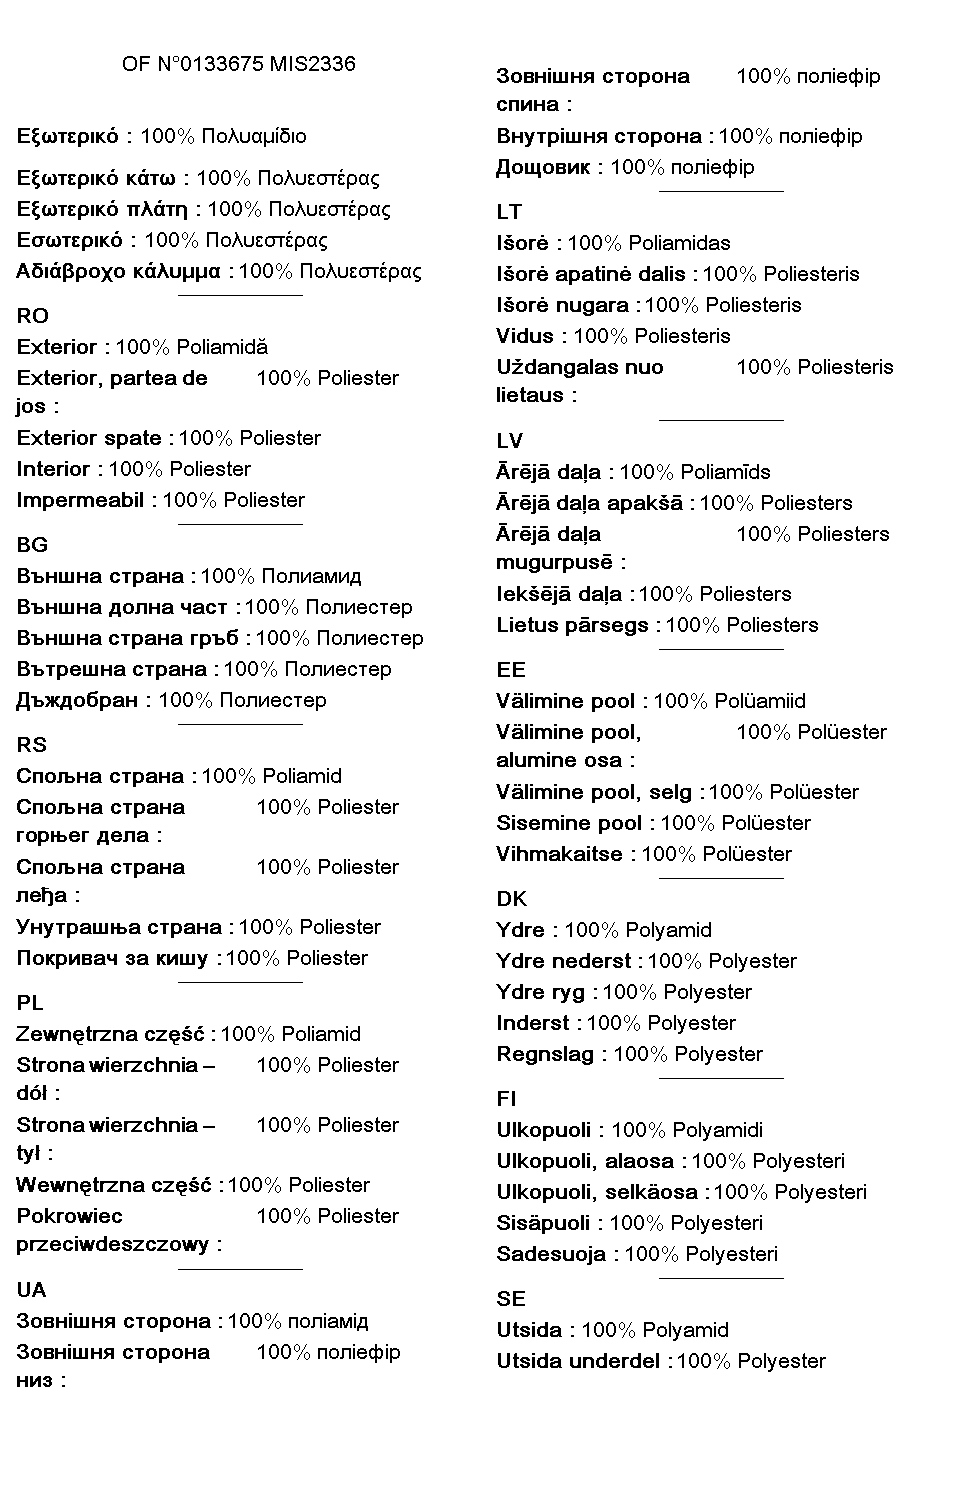 OF N°0133675 MIS2336
Εξωτερικό : 100% Πολυαμίδιο
Εξωτερικό κάτω : 100% Πολυεστέρας
Εξωτερικό πλάτη : 100% Πολυεστέρας
Εσωτερικό : 100% Πολυεστέρας
Αδιάβροχο κάλυμμα : 100% Πολυεστέρας
RO
Exterior : 100% Poliamidă
Exterior, partea de 100% Poliester
jos :
Exterior spate : 100% Poliester
Interior : 100% Poliester
Impermeabil : 100% Poliester
BG
Външна страна : 100% Полиамид
Външна долна част : 100% Полиестер
Външна страна гръб : 100% Полиестер
Вътрешна страна : 100% Полиестер
Дъждобран : 100% Полиестер
RS
Спољна страна : 100% Poliamid
Спољна страна 100% Poliester
горњег дела :
Спољна страна 100% Poliester
леђа :
Унутрашња страна : 100% Poliester
Покривач за кишу : 100% Poliester
PL
Zewnętrzna część : 100% Poliamid
Strona wierzchnia – 100% Poliester
dół :
Strona wierzchnia – 100% Poliester
tył :
Wewnętrzna część : 100% Poliester
Pokrowiec 100% Poliester
przeciwdeszczowy :
UA
Зовнішня сторона : 100% поліамід
Зовнішня сторона 100% поліефір
низ :
Зовнішня сторона 100% поліефір
спина :
Внутрішня сторона : 100% поліефір
Дощовик : 100% поліефір
LT
Išorė : 100% Poliamidas
Išorė apatinė dalis : 100% Poliesteris
Išorė nugara : 100% Poliesteris
Vidus : 100% Poliesteris
Uždangalas nuo 100% Poliesteris
lietaus :
LV
Ārējā daļa : 100% Poliamīds
Ārējā daļa apakšā : 100% Poliesters
Ārējā daļa 100% Poliesters
mugurpusē :
Iekšējā daļa : 100% Poliesters
Lietus pārsegs : 100% Poliesters
EE
Välimine pool : 100% Polüamiid
Välimine pool, 100% Polüester
alumine osa :
Välimine pool, selg : 100% Polüester
Sisemine pool : 100% Polüester
Vihmakaitse : 100% Polüester
DK
Ydre : 100% Polyamid
Ydre nederst : 100% Polyester
Ydre ryg : 100% Polyester
Inderst : 100% Polyester
Regnslag : 100% Polyester
FI
Ulkopuoli : 100% Polyamidi
Ulkopuoli, alaosa : 100% Polyesteri
Ulkopuoli, selkäosa : 100% Polyesteri
Sisäpuoli : 100% Polyesteri
Sadesuoja : 100% Polyesteri
SE
Utsida : 100% Polyamid
Utsida underdel : 100% Polyester